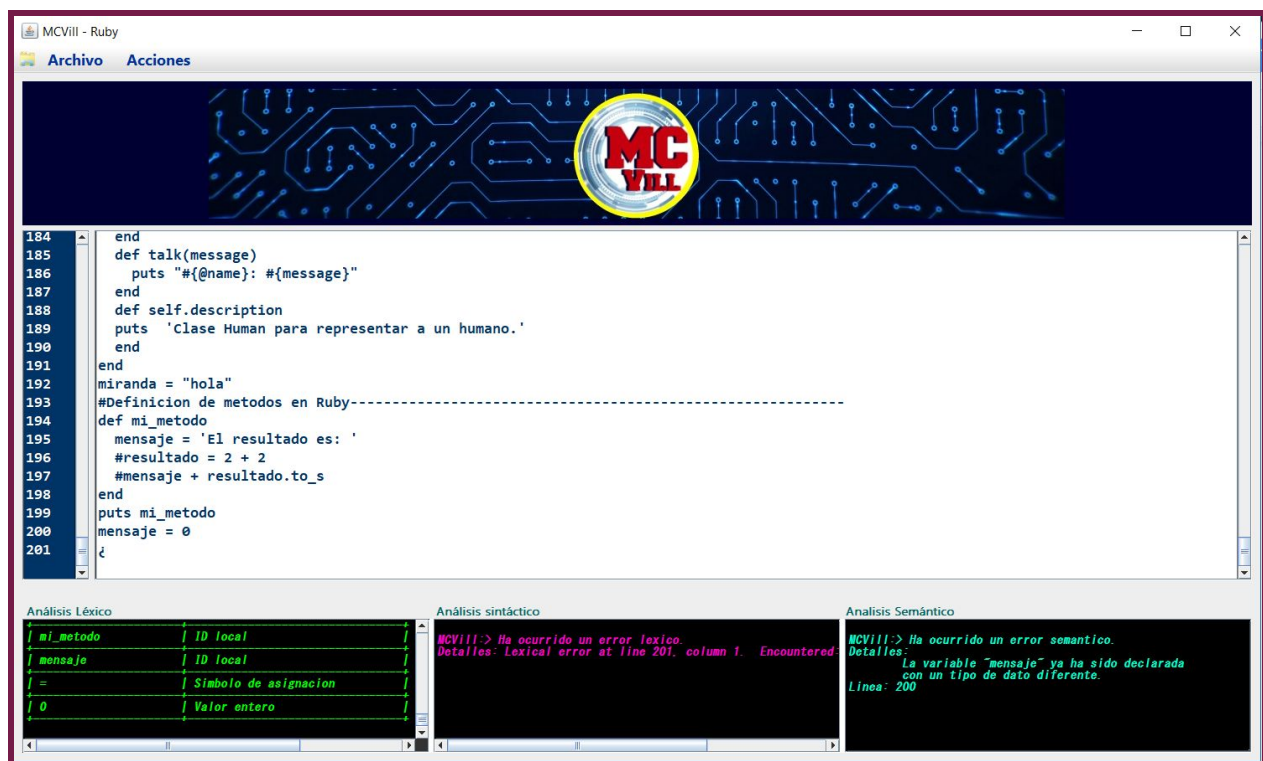 MCVill - Ruby
Archivo Acciones
MC
VILL
184 end
185 def talk(message)
186 puts "#{@name}: #{message}"
187 end
188 def self.description
189 puts 'Clase Human para representar a un humano.'
190 end
191 end
192 miranda = "hola"
193 #Definicion de metodos en Ruby-----------------------------------------------------------
194 def mi_metodo
195 mensaje = 'El resultado es: '
196 #resultado = 2 + 2
197 #mensaje + resultado.to_s
198 end
199 puts mi_metodo
200 mensaje = 0
201 ¿
Análisis Léxico
| mi_metodo | ID local |
| mensaje | ID local |
| = | Simbolo de asignacion |
| 0 | Valor entero |
Análisis sintáctico
MCVill:> Ha ocurrido un error lexico.
Detalles: Lexical error at line 201, column 1. Encountered:
Analisis Semántico
MCVill:> Ha ocurrido un error semantico.
Detalles:
La variable "mensaje" ya ha sido declarada
con un tipo de dato diferente.
Linea: 200